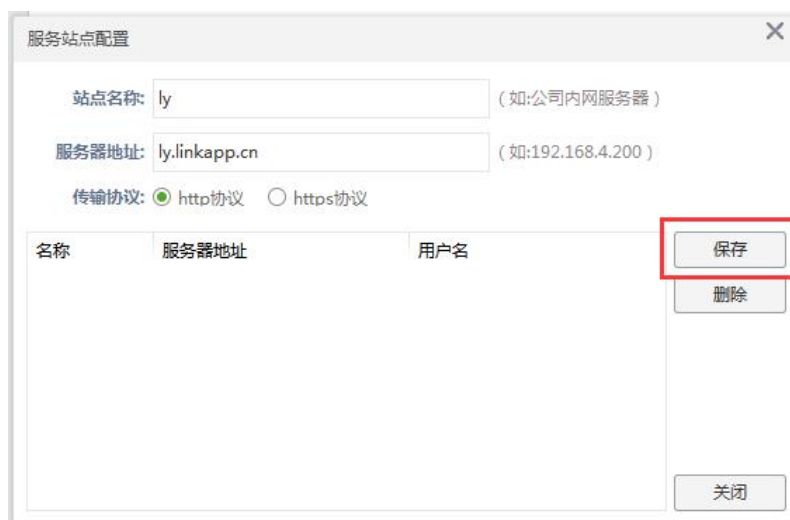 服务站点配置
站点名称: ly (如:公司内网服务器)
服务器地址: ly.linkapp.cn (如:192.168.4.200)
传输协议: http协议 https协议
名称 服务器地址 用户名 保存
删除
关闭